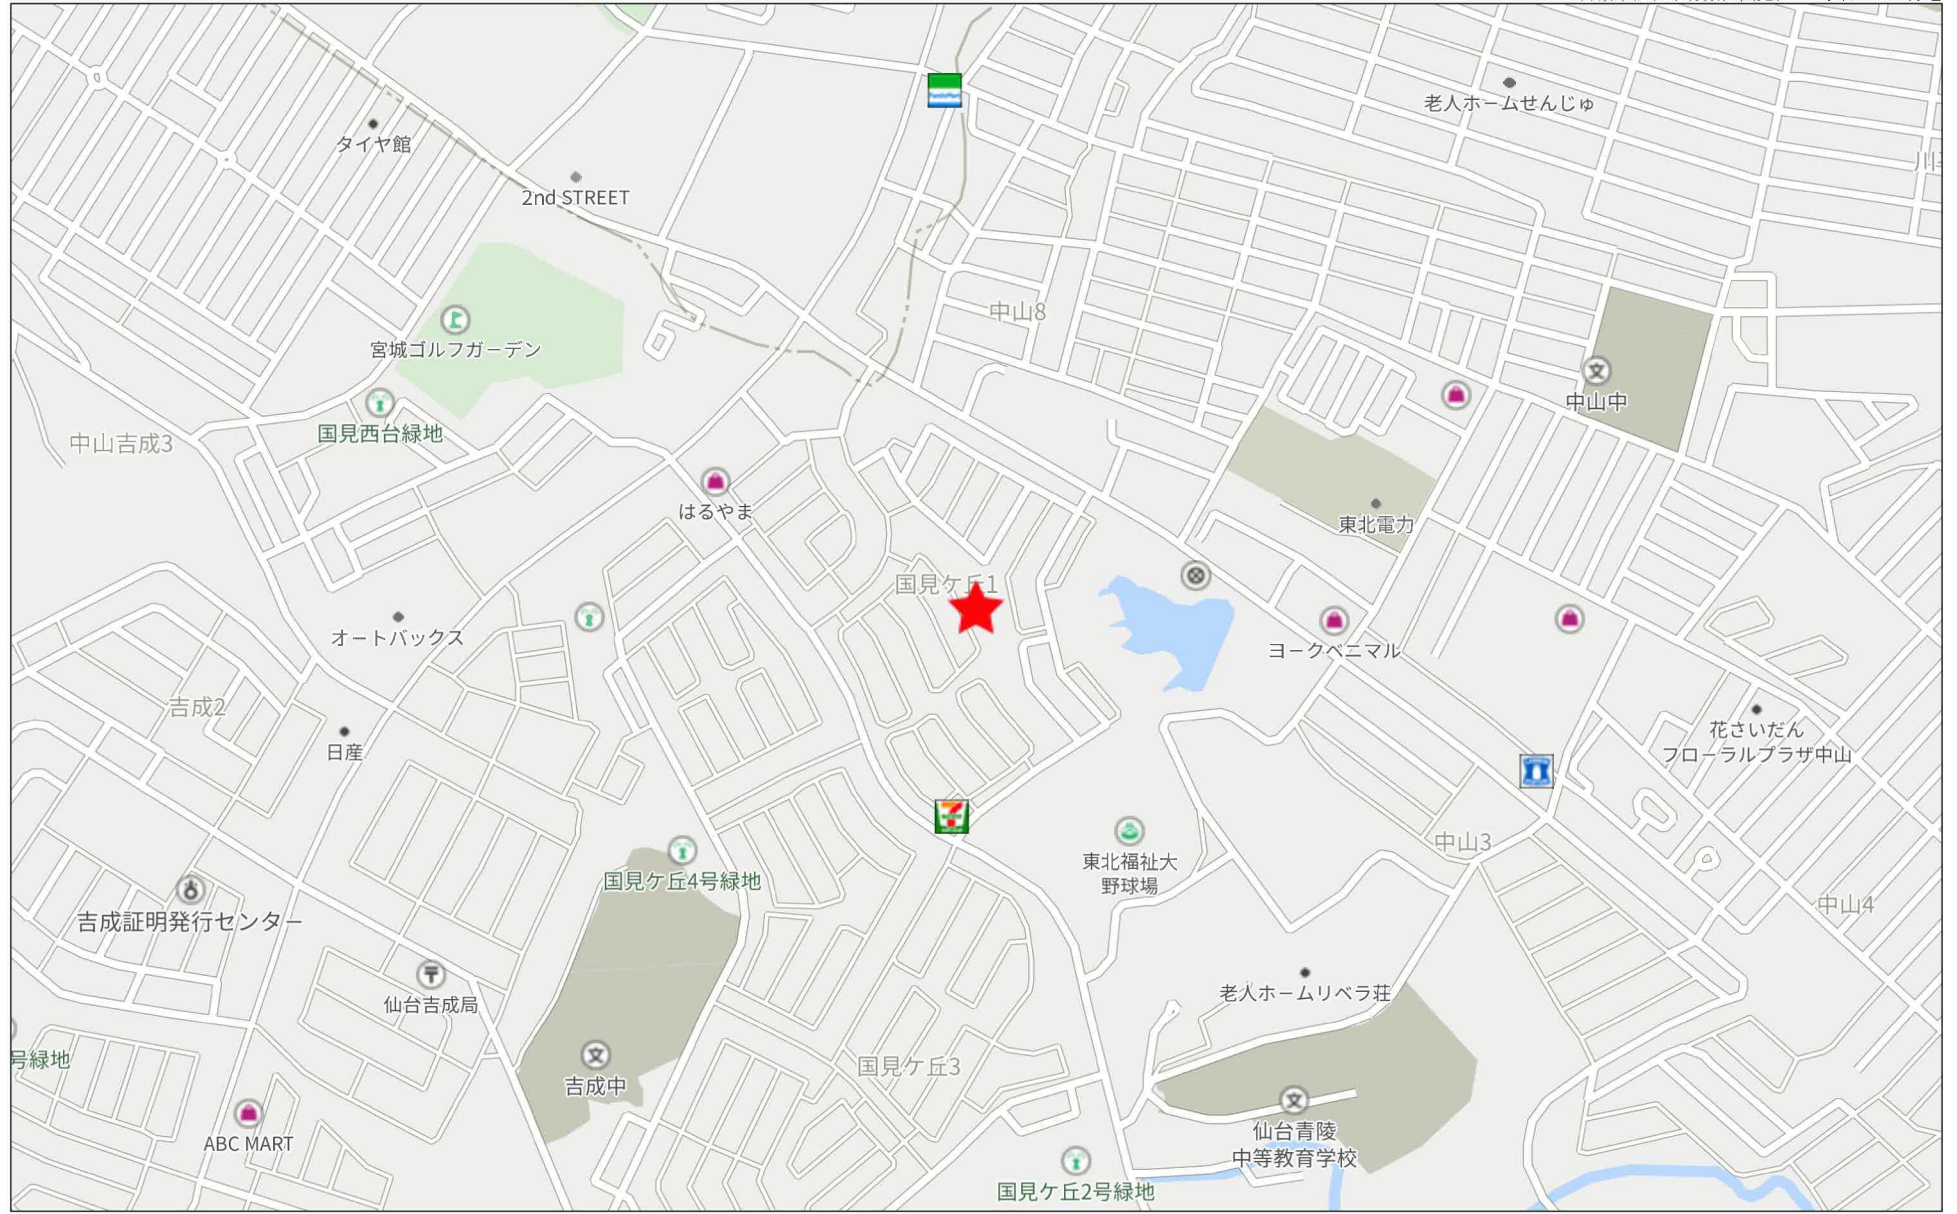 老人ホームせんじゅ
タイヤ館
2nd STREET
中山8
宮城ゴルフガーデン
中山中
国見西台緑地
中山吉成3
はるやま
東北電力
国見ケ丘1
オートバックス
ヨークベニマル
吉成2
日産
花さいだん
フローラルプラザ中山
中山3
東北福祉大
野球場
国見ケ丘4号緑地
中山4
吉成証明発行センター
仙台吉成局
老人ホームリベラ荘
号緑地
国見ケ丘3
吉成中
ABC MART
仙台青陵
中等教育学校
国見ケ丘2号緑地